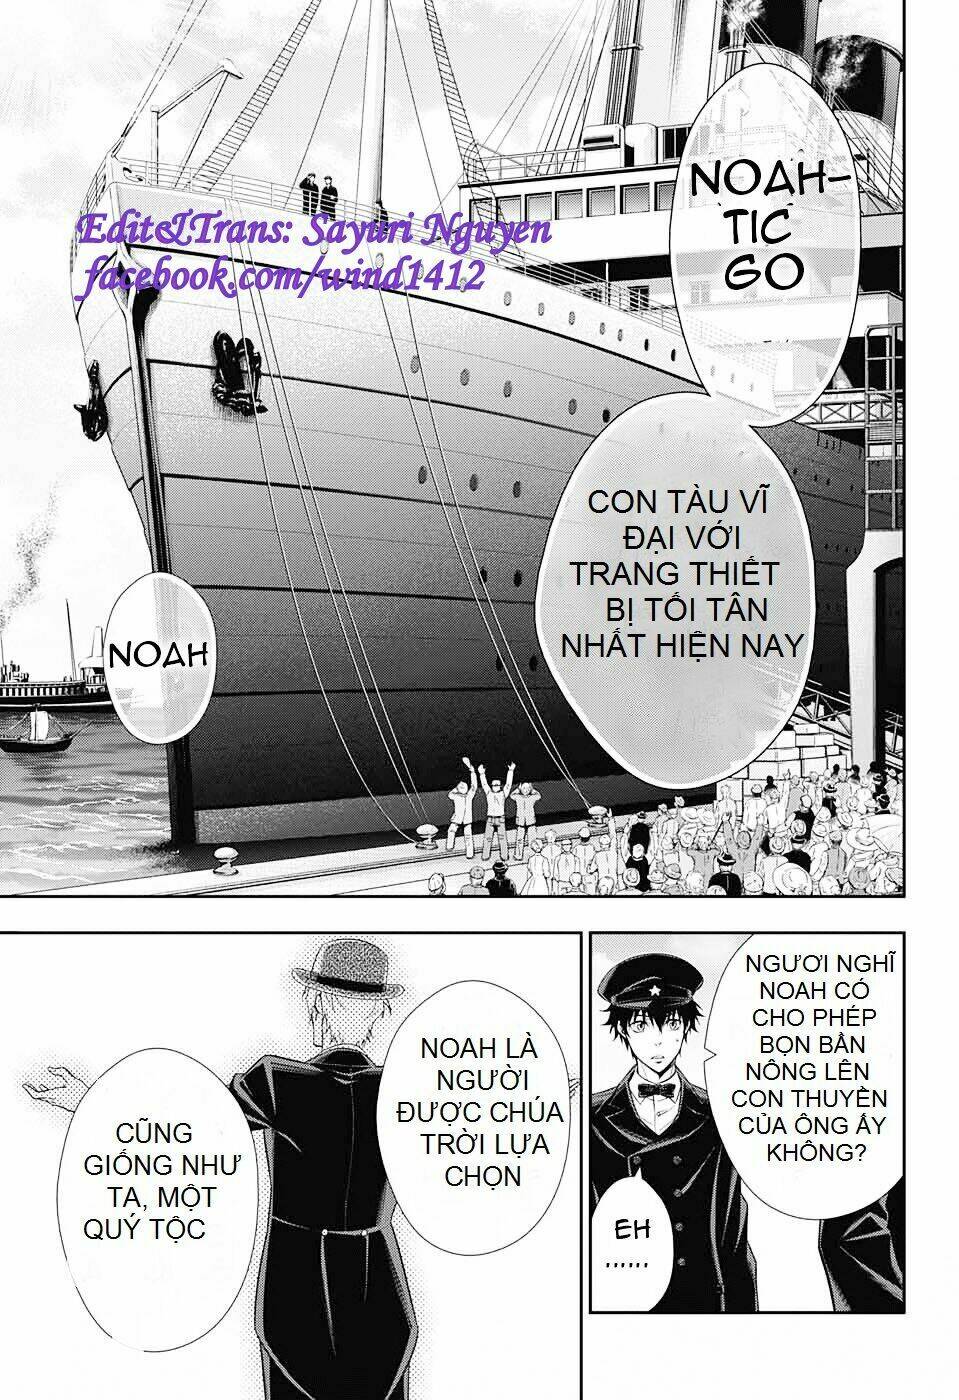 NOAH-
TIC
GO
Edit&Trans: Sayuri Nguyen
facebook.com/wind1412
CON TÀU VĨ
ĐẠI VỚI
TRANG THIẾT
BỊ TỐI TÂN
NHẤT HIỆN NAY
NOAH
NGƯƠI NGHĨ
NOAH CÓ
CHO PHÉP
BỌN BẦN
NÔNG LÊN
CON THUYỀN
CỦA ÔNG ẤY
KHÔNG?
EH
......
NOAH LÀ
NGƯỜI
ĐƯỢC CHÚA
TRỜI LỰA
CHỌN
CŨNG
GIỐNG NHƯ
TA, MỘT
QUÝ TỘC